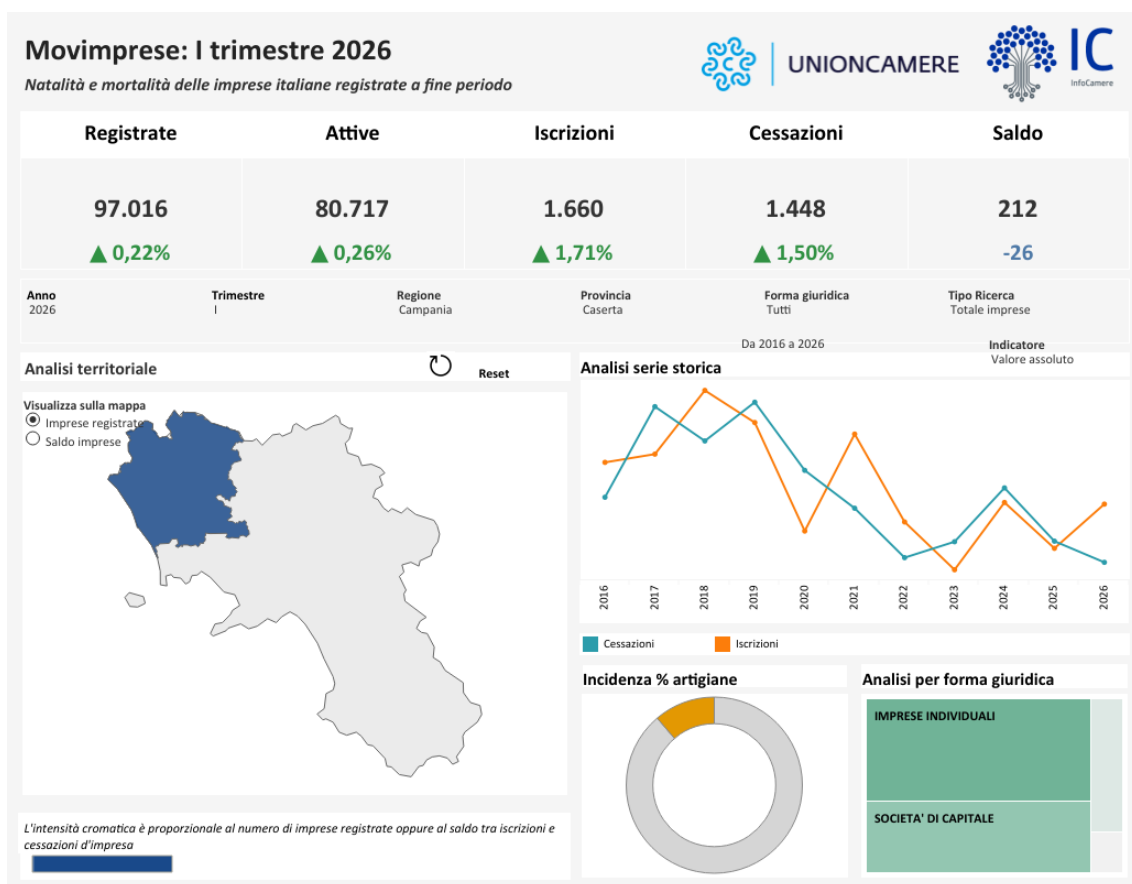 Movimprese: I trimestre 2026
Natalità e mortalità delle imprese italiane registrate a fine periodo
UNIONCAMERE
IC
InfoCamere
Registrate Attive Iscrizioni Cessazioni Saldo
97.016 80.717 1.660 1.448 212
▲ 0,22% ▲ 0,26% ▲ 1,71% ▲ 1,50% -26
Anno Trimestre Regione Provincia Forma giuridica Tipo Ricerca
2026 I Campania Caserta Tutti Totale imprese
Da 2016 a 2026 Indicatore
Valore assoluto
Analisi territoriale Reset
Visualizza sulla mappa
Imprese registrate
Saldo imprese
L'intensità cromatica è proporzionale al numero di imprese registrate oppure al saldo tra iscrizioni e
cessazioni d'impresa
Analisi serie storica
2016 2017 2018 2019 2020 2021 2022 2023 2024 2025 2026
Cessazioni Iscrizioni
Incidenza % artigiane
Analisi per forma giuridica
IMPRESE INDIVIDUALI
SOCIETA' DI CAPITALE